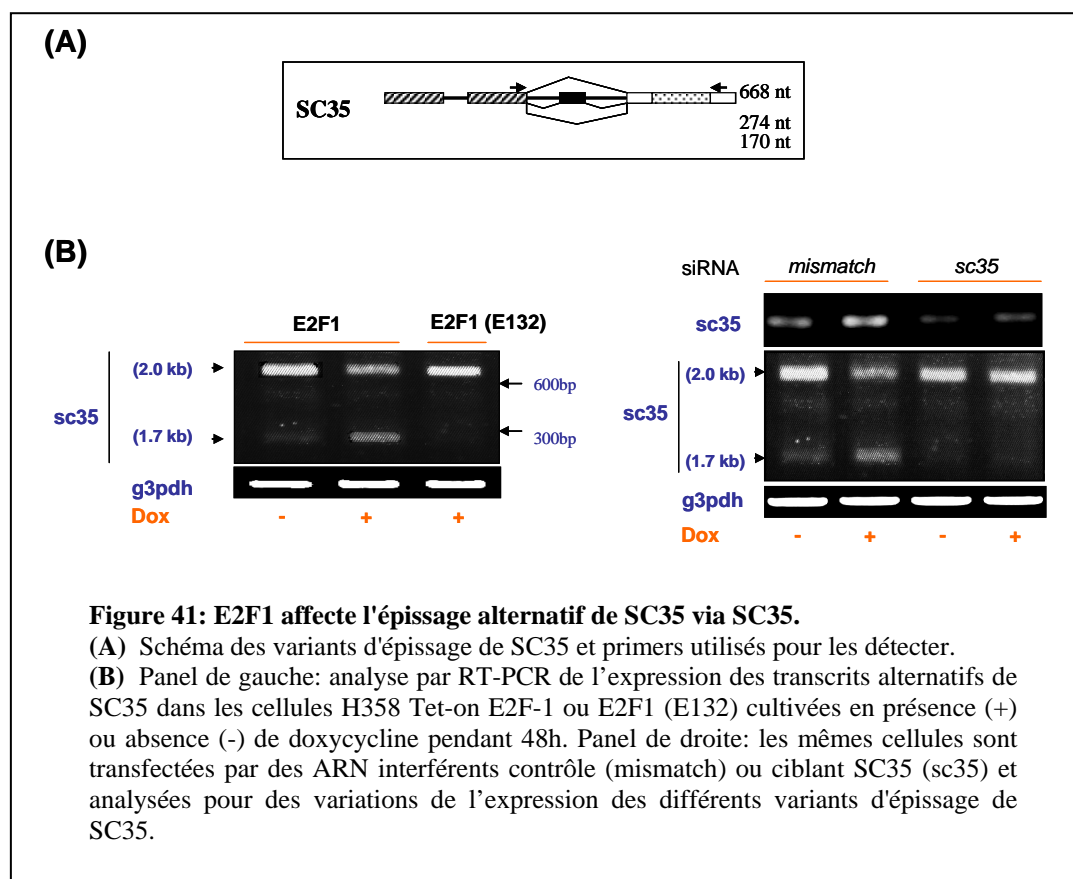 (A)
SC35
668 nt
274 nt
170 nt
(B)
E2F1
E2F1 (E132)
(2.0 kb)
600bp
sc35
(1.7 kb)
300bp
g3pdh
Dox
-
+
+
siRNA
mismatch
sc35
sc35
(2.0 kb)
sc35
(1.7 kb)
g3pdh
Dox
-
+
-
+
Figure 41: E2F1 affecte l'épissage alternatif de SC35 via SC35.
(A) Schéma des variants d'épissage de SC35 et primers utilisés pour les détecter.
(B) Panel de gauche: analyse par RT-PCR de l’expression des transcrits alternatifs de
SC35 dans les cellules H358 Tet-on E2F-1 ou E2F1 (E132) cultivées en présence (+)
ou absence (-) de doxycycline pendant 48h. Panel de droite: les mêmes cellules sont
transfectées par des ARN interférents contrôle (mismatch) ou ciblant SC35 (sc35) et
analysées pour des variations de l’expression des différents variants d'épissage de
SC35.